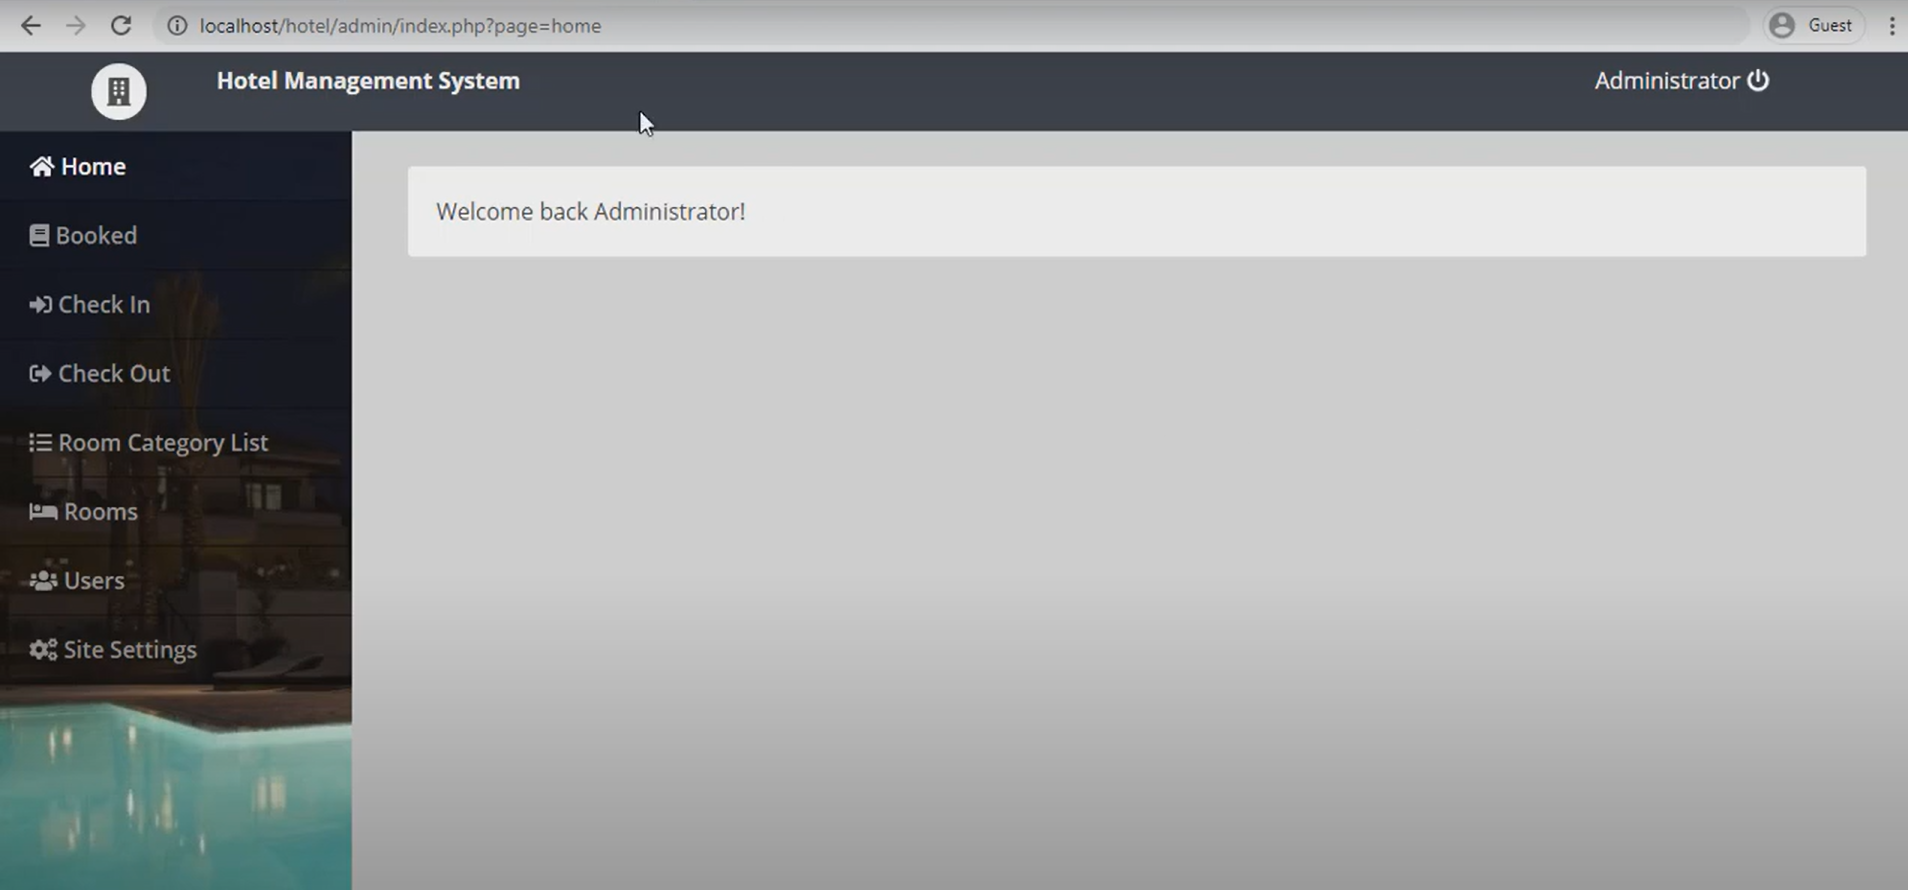 localhost/hotel/admin/index.php?page=home
Guest
Hotel Management System
Administrator
Home
Booked
Check In
Check Out
Room Category List
Rooms
Users
Site Settings
Welcome back Administrator!